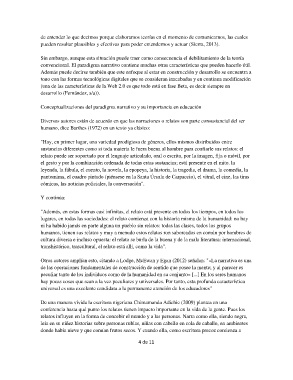 de entender lo que decimos porque elaboramos teorías en el momento de comunicarnos, las cuales
pueden resultar plausibles y efectivas para poder entendernos y actuar (Sierra, 2013).
Sin embargo, aunque esta situación puede traer como consecuencia el debilitamiento de la teoría
convencional. El paradigma narrativo contiene muchas otras características que pueden hacerlo útil.
Además puede decirse también que este enfoque al estar en construcción y desarrollo se encuentra a
tono con las formas tecnológicas digitales que se consideran inacabadas y en continua modificación
(una de las características de la Web 2.0 es que todo está en fase Beta, es decir siempre en
desarrollo (Fernández, s/a)).
Conceptualizaciones del paradigma narrativo y su importancia en educación
Diversos autores están de acuerdo en que las narraciones o relatos son parte consustancial del ser
humano, dice Barthes (1972) en un texto ya clásico:
"Hay, en primer lugar, una variedad prodigiosa de géneros, ellos mismos distribuidos entre
sustancias diferentes como si toda materia le fuera buena al hombre para confiarle sus relatos: el
relato puede ser soportado por el lenguaje articulado, oral o escrito, por la imagen, fija o móvil, por
el gesto y por la combinación ordenada de todas estas sustancias; está presente en el mito, la
leyenda, la fábula, el cuento, la novela, la epopeya, la historia, la tragedia, el drama, la comedia, la
pantomima, el cuadro pintado (piénsese en la Santa Úrsula de Carpaccio), el vitral, el cine, las tiras
cómicas, las noticias policiales, la conversación".
Y continúa:
"Además, en estas formas casi infinitas, el relato está presente en todos los tiempos, en todos los
lugares, en todas las sociedades; el relato comienza con la historia misma de la humanidad; no hay
ni ha habido jamás en parte alguna un pueblo sin relatos; todas las clases, todos los grupos
humanos, tienen sus relatos y muy a menudo estos relatos son saboreados en común por hombres de
cultura diversa e incluso opuesta: el relato se burla de la buena y de la mala literatura: internacional,
transhistórico, transcultural, el relato está allí, como la vida".
Otros autores amplían esto, citando a Lodge, McEwan y Egan (2012) señalan: " «La narrativa es una
de las operaciones fundamentales de construcción de sentido que posee la mente, y al parecer es
peculiar tanto de los individuos como de la humanidad en su conjunto» [...] En los seres humanos
hay pocas cosas que sean a la vez peculiares y universales. Por tanto, esta profunda característica
universal es una excelente candidata a la permanente atención de los educadores"
De una manera vívida la escritora nigeriana Chimamanda Adichie (2009) plantea en una
conferencia hasta qué punto los relatos tienen impacto importante en la vida de la gente. Pues los
relatos influyen en la forma de concebir el mundo y a las personas. Narra como ella, siendo negra,
leía en su niñez historias sobre personas rubias, niñas con cabello en cola de caballo, en ambientes
donde había nieve y que comían frutos secos. Y cuando ella, como escritora precoz comienza a
4 de 11